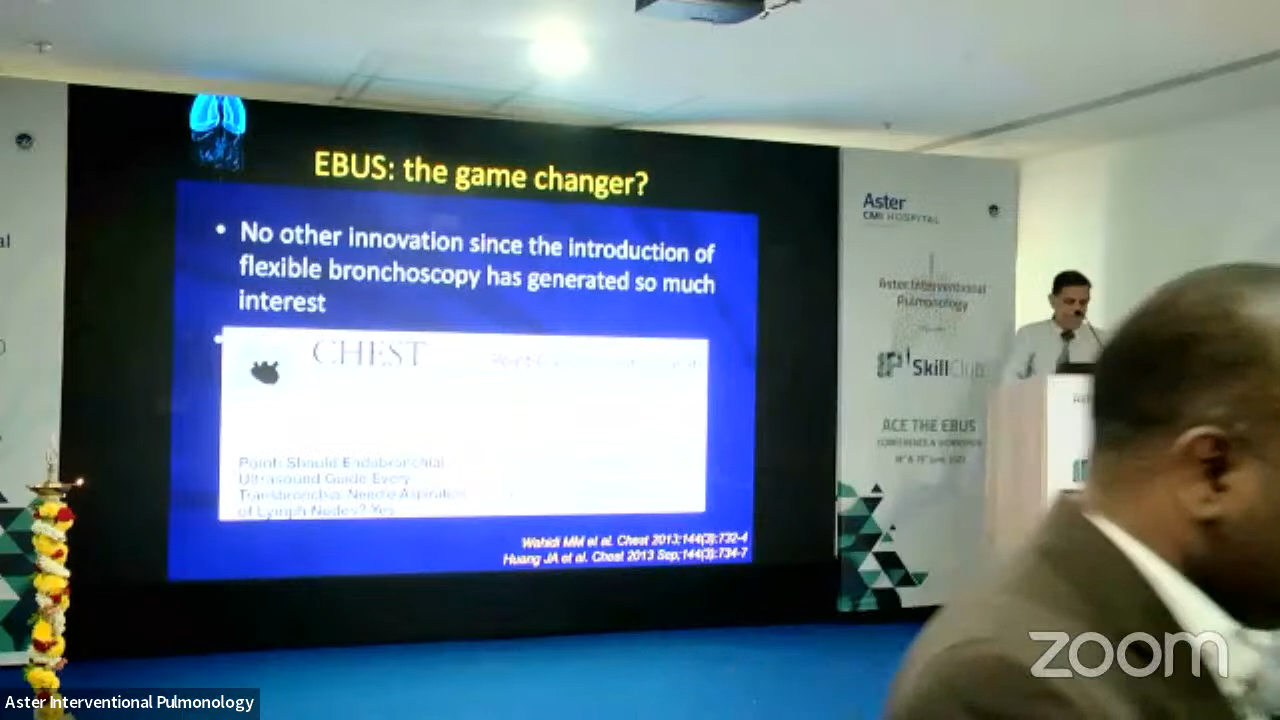 EBUS: the game changer?
• No other innovation since the introduction of
flexible bronchoscopy has generated so much
interest
CHEST
Point: Should Endobronchial
Ultrasound Guide Every
Transbronchial Needle Aspiration
of Lymph Nodes? Yes
Wahidi MM et al. Chest 2013;144(3):732-4
Huang JA et al. Chest 2013 Sep;144(3):734-7
al
Aster
CMI HOSPITAL
Aster Interventional
Pulmonology
SkillClub
ACE THE EBUS
CONFERENCE & WORKSHOP
zoom
Aster Interventional Pulmonology